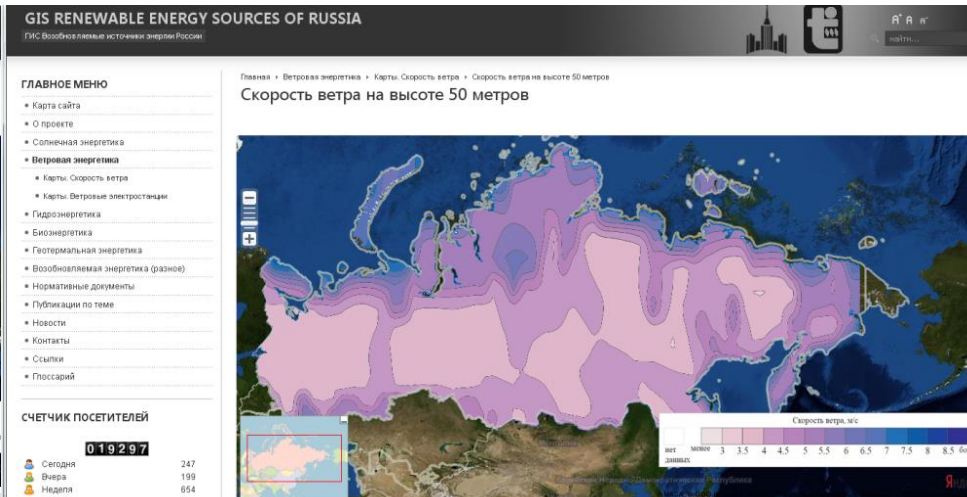 GIS RENEWABLE ENERGY SOURCES OF RUSSIA
ГИС Возобновляемые источники энергии России
найти...
ГЛАВНОЕ МЕНЮ
Карта сайта
О проекте
Солнечная энергетика
Ветровая энергетика
Карты. Скорость ветра
Карты. Ветровые электростанции
Гидроэнергетика
Биоэнергетика
Геотермальная энергетика
Возобновляемая энергетика (разное)
Нормативные документы
Публикации по теме
Новости
Контакты
Ссылки
Глоссарий
СЧЕТЧИК ПОСЕТИТЕЛЕЙ
019297
Сегодня 247
Вчера 199
Неделя 654
Главная Ветровая энергетика Карты. Скорость ветра Скорость ветра на высоте 50 метров
Скорость ветра на высоте 50 метров
Скорость ветра, м/с
нет данных менее 3 3.5 4 4.5 5 5.5 6 6.5 7 7.5 8 8.5